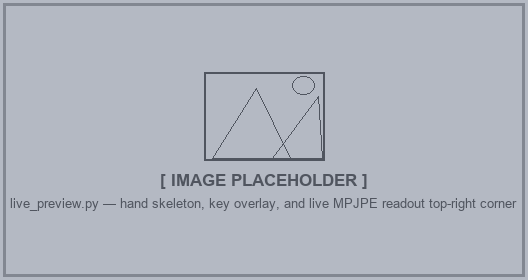 [ IMAGE PLACEHOLDER ]
live_preview.py — hand skeleton, key overlay, and live MPJPE readout top-right corner